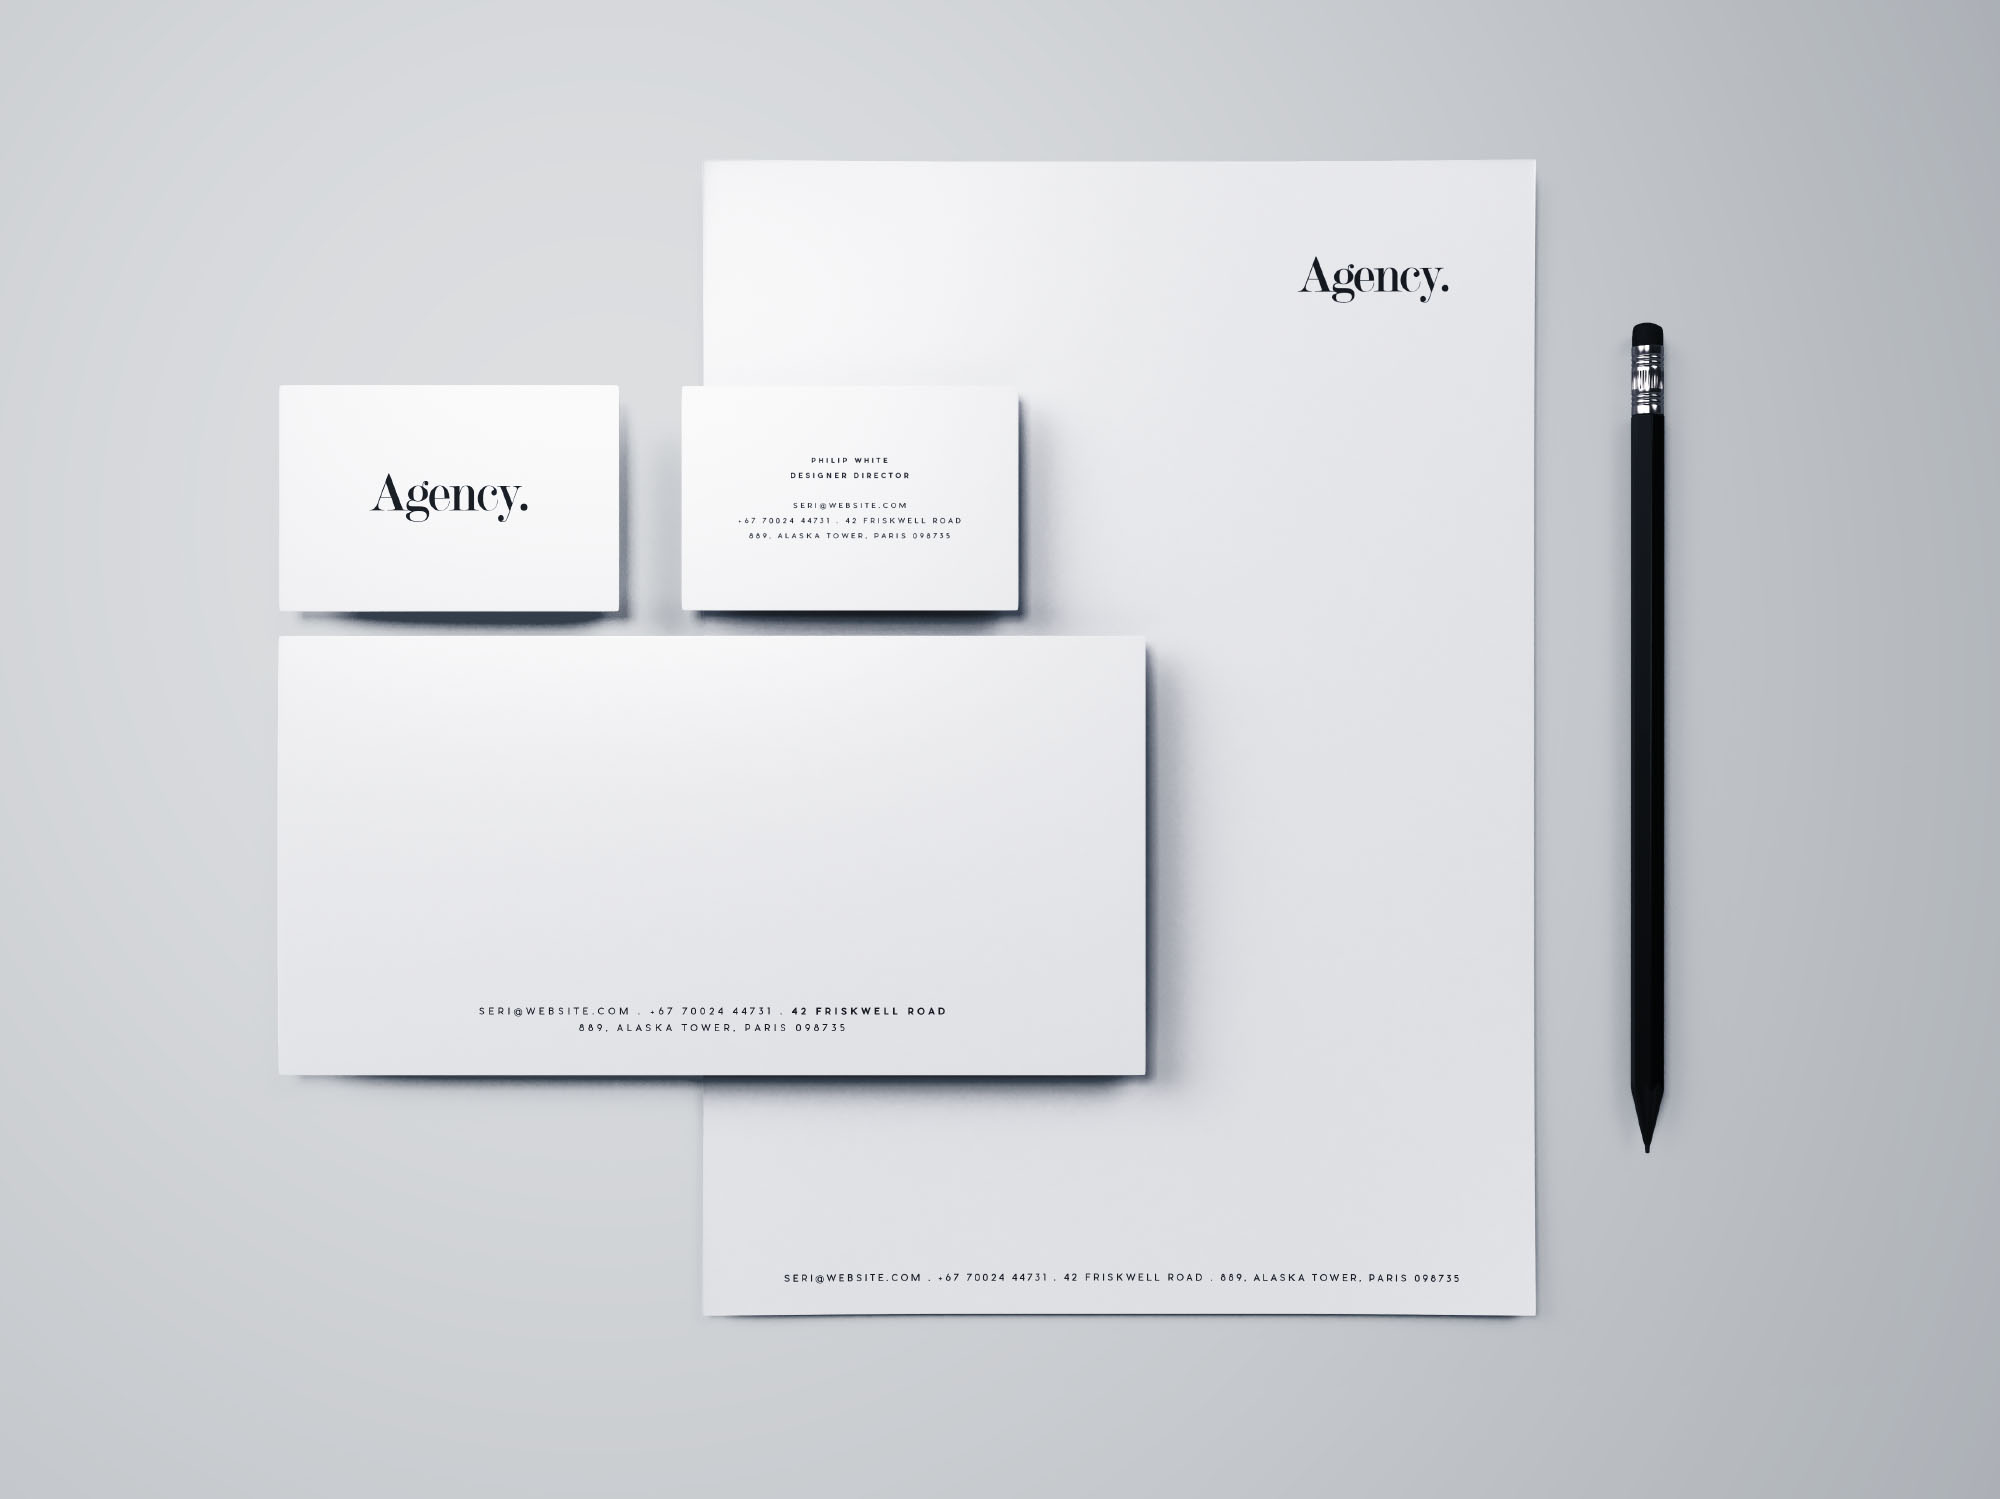 Agency.
Agency.
PHILIP WHITE
DESIGNER DIRECTOR
SERI@WEBSITE.COM
+67 70024 44731 . 42 FRISKWELL ROAD
889, ALASKA TOWER, PARIS 098735
SERI@WEBSITE.COM . +67 70024 44731 . 42 FRISKWELL ROAD
889, ALASKA TOWER, PARIS 098735
SERI@WEBSITE.COM . +67 70024 44731 . 42 FRISKWELL ROAD . 889, ALASKA TOWER, PARIS 098735